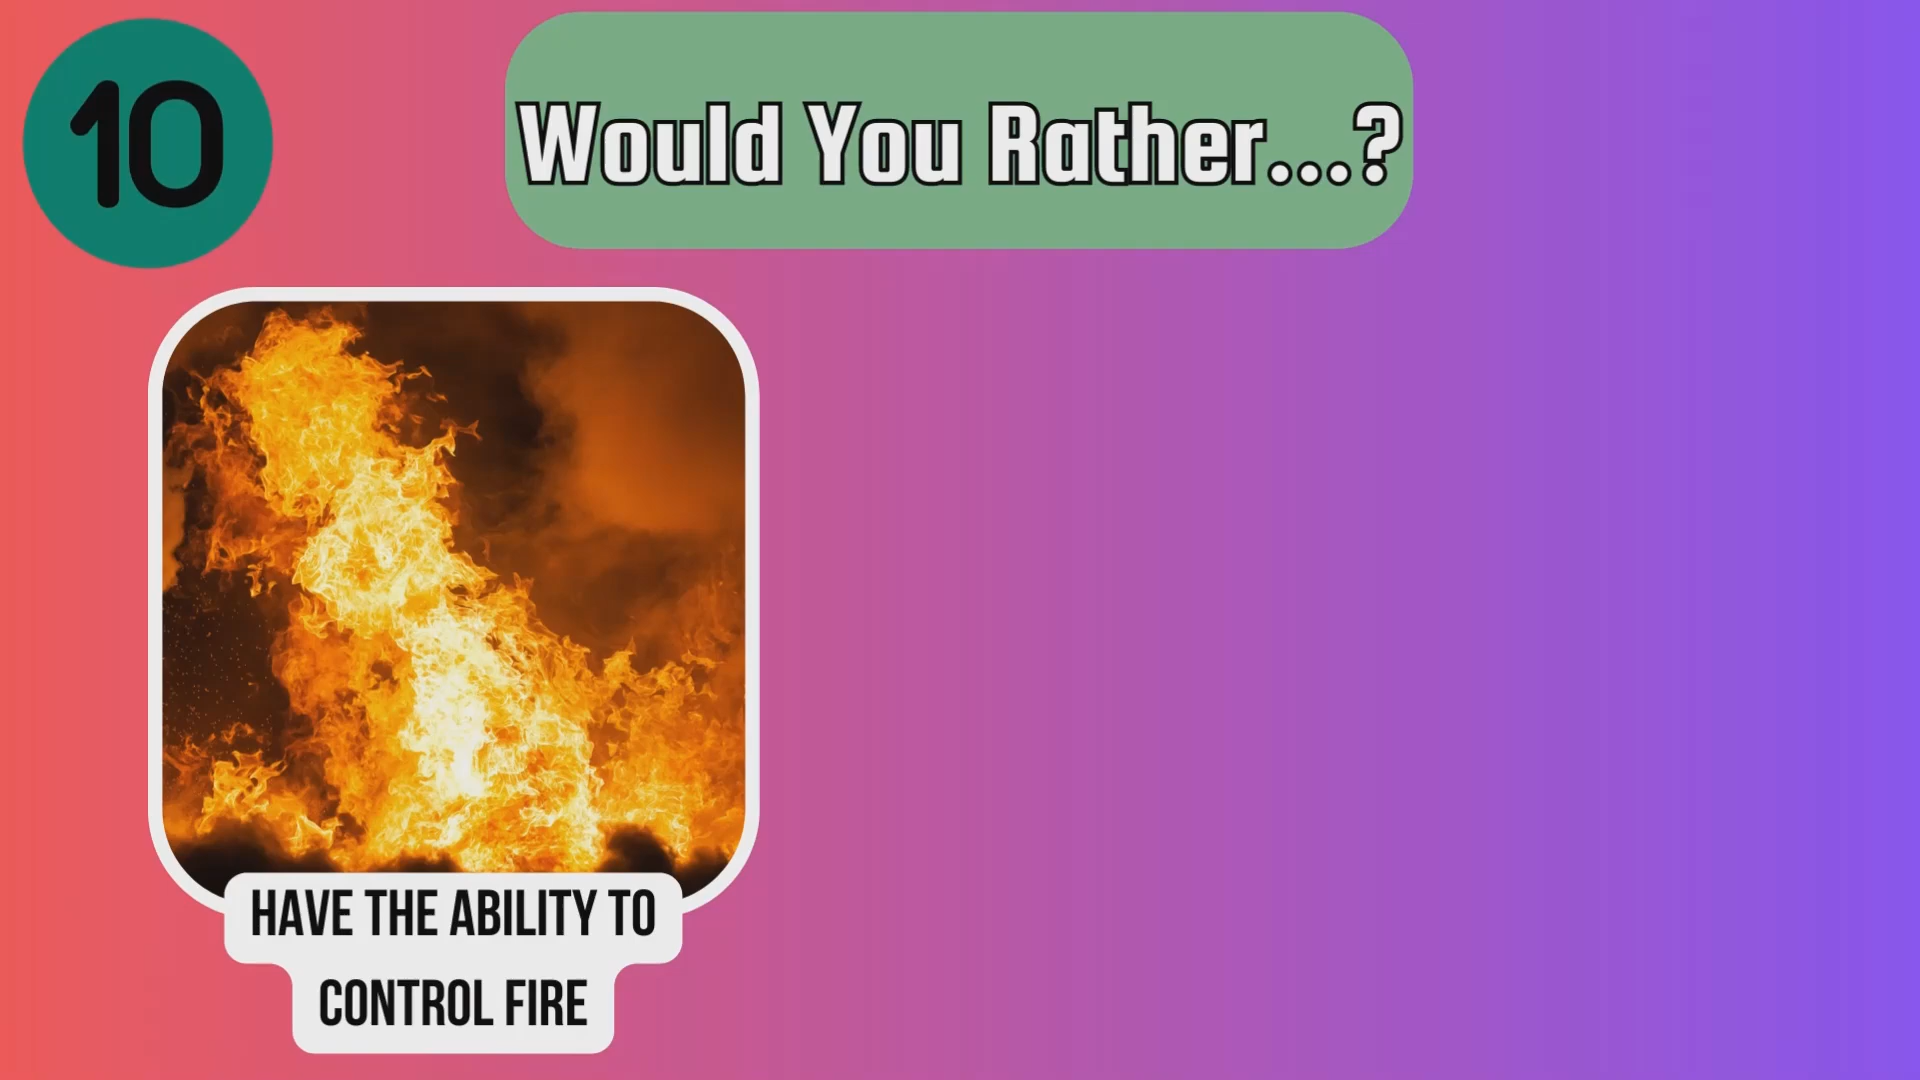 10
Would You Rather...?
HAVE THE ABILITY TO
CONTROL FIRE